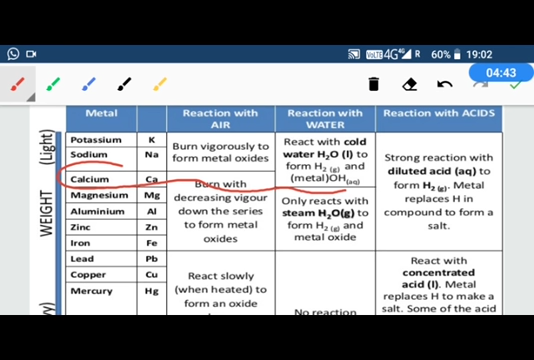 VoLTE 4G 4G R 60% 19:02
04:43
Metal
Reaction with AIR
Reaction with WATER
Reaction with ACIDS
WEIGHT (Light)
Potassium K
Sodium Na
Calcium Ca
Magnesium Mg
Aluminium Al
Zinc Zn
Iron Fe
Lead Pb
Copper Cu
Mercury Hg
Burn vigorously to
form metal oxides
Burn with
decreasing vigour
down the series
to form metal
oxides
React slowly
(when heated) to
form an oxide
React with cold
water H2O (l) to
form H2 (g) and
(metal)OH(aq)
Only reacts with
steam H2O(g) to
form H2(g) and
metal oxide
No reaction
Strong reaction with
diluted acid (aq) to
form H2(g). Metal
replaces H in
compound to form a
salt.
React with
concentrated
acid (l). Metal
replaces H to make a
salt. Some of the acid